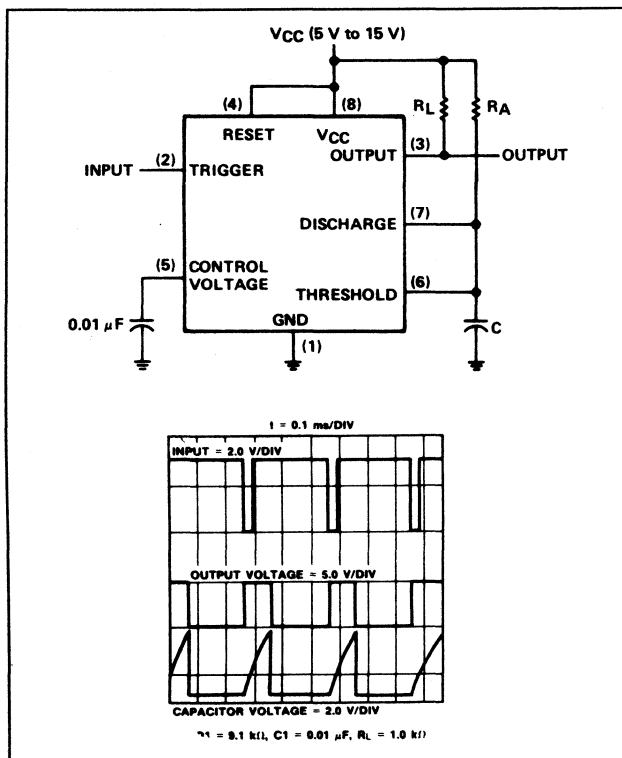 VCC (5 V to 15 V)
(4)
(8)
RL
RA
RESET
VCC
(3)
OUTPUT
OUTPUT
INPUT
(2)
TRIGGER
(7)
DISCHARGE
(5)
CONTROL
VOLTAGE
(6)
THRESHOLD
0.01 μF
GND
C
(1)
t = 0.1 ms/DIV
INPUT = 2.0 V/DIV
OUTPUT VOLTAGE = 5.0 V/DIV
CAPACITOR VOLTAGE = 2.0 V/DIV
= 9.1 kΩ, C1 = 0.01 μF, RL = 1.0 kΩ